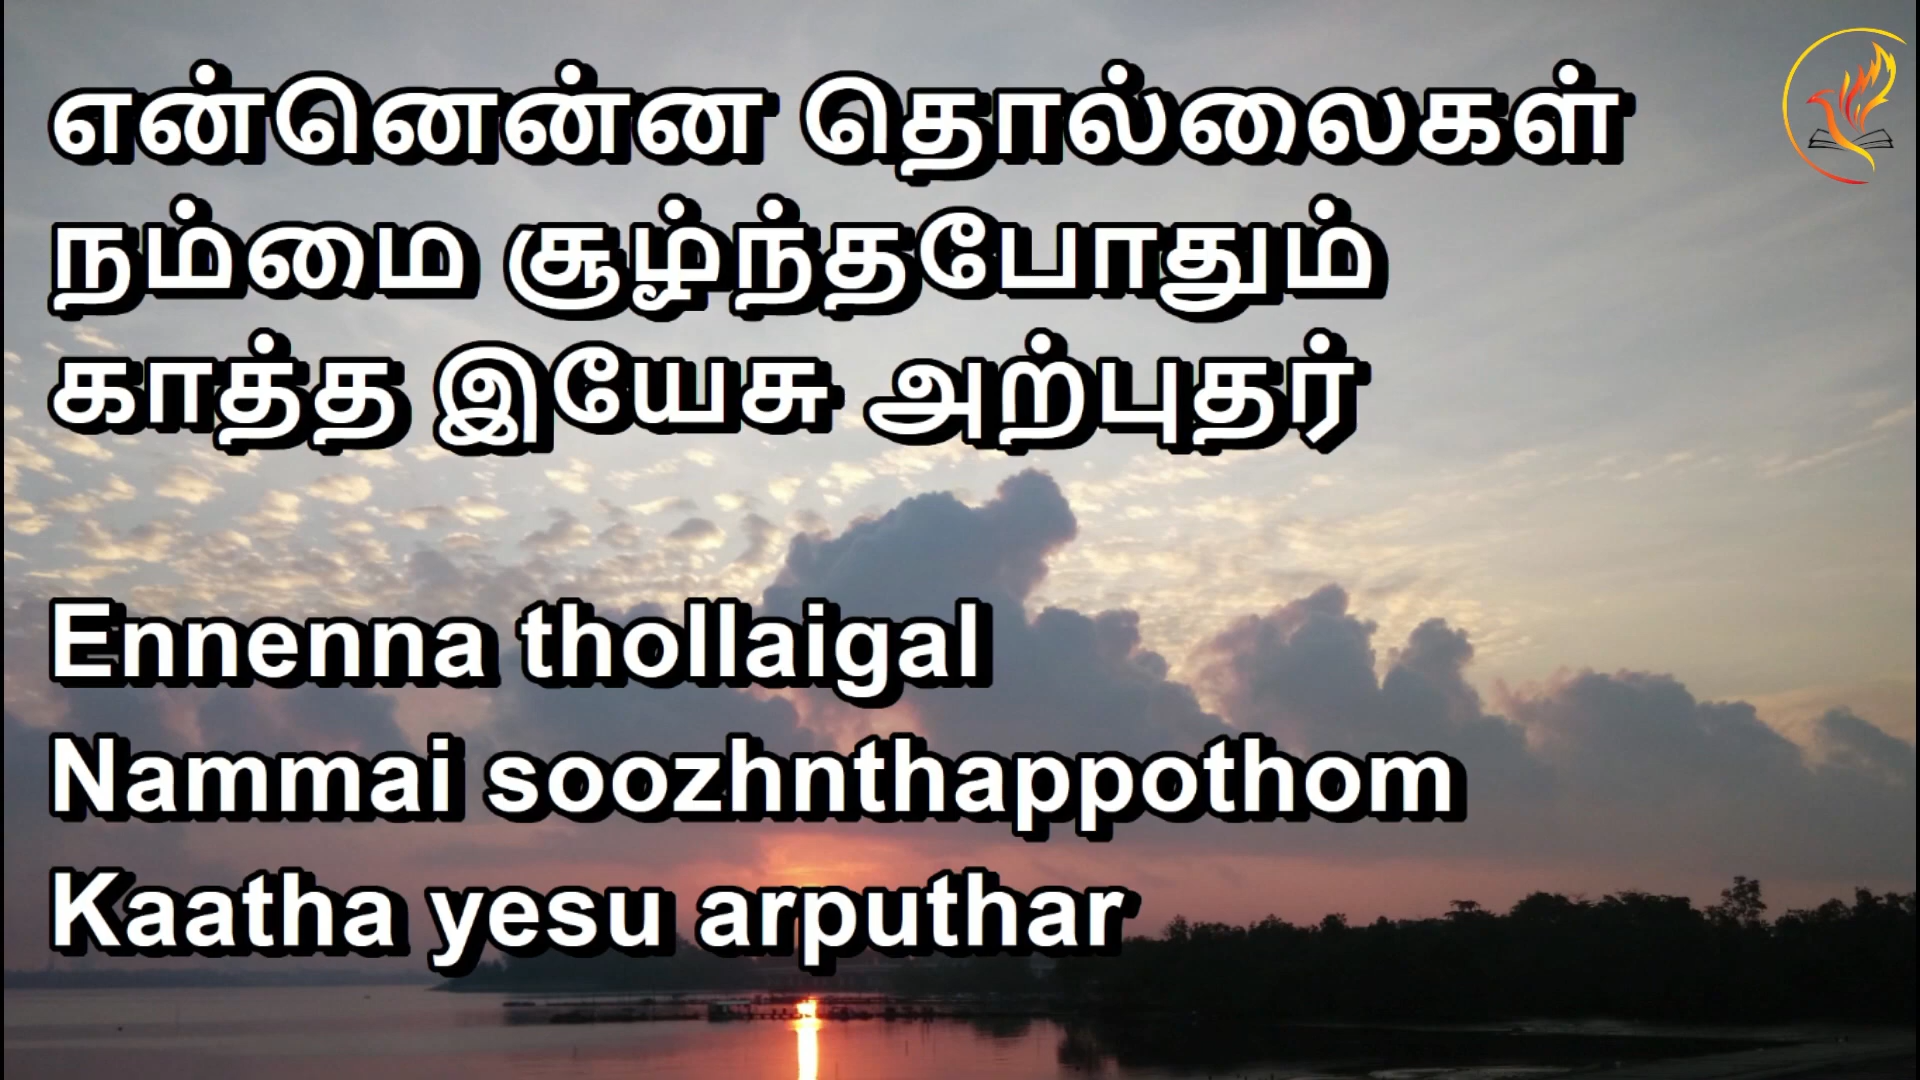 என்னென்ன தொல்லைகள்
நம்மை சூழ்ந்தபோதும்
காத்த இயேசு அற்புதர்
Ennenna thollaigal
Nammai soozhnthappothom
Kaatha yesu arputhar